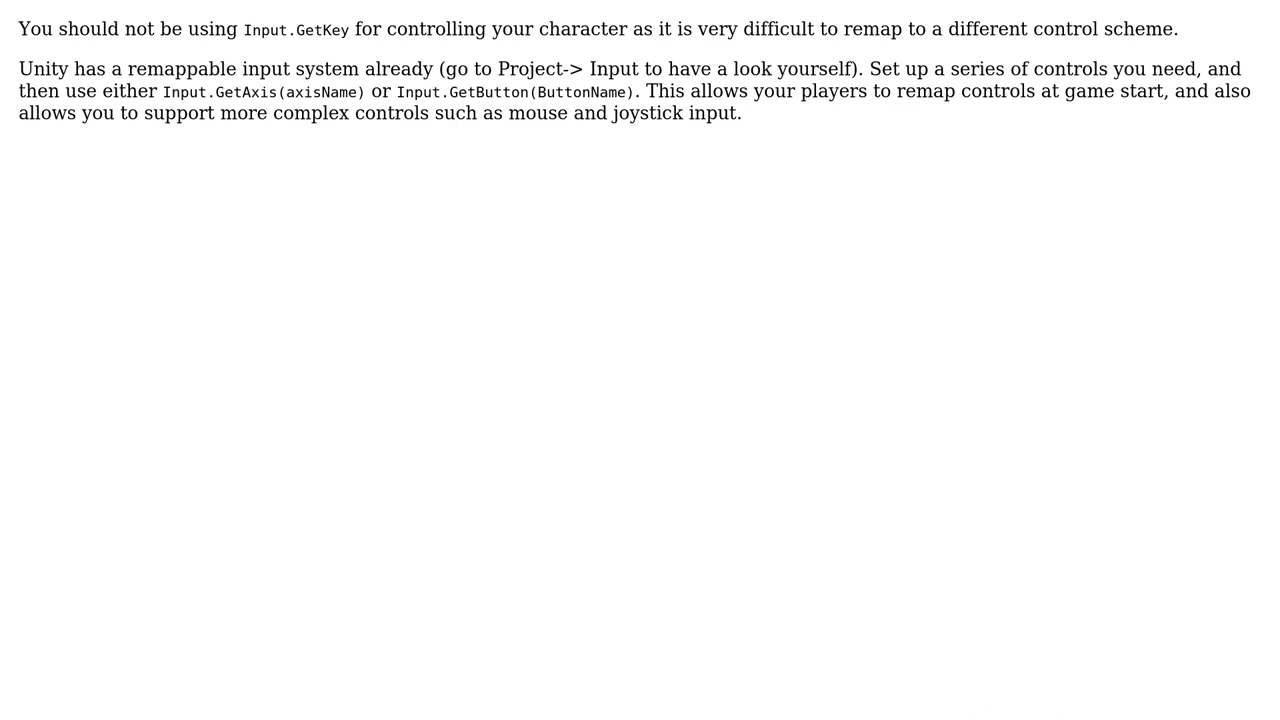 You should not be using Input.GetKey for controlling your character as it is very difficult to remap to a different control scheme.
Unity has a remappable input system already (go to Project-> Input to have a look yourself). Set up a series of controls you need, and
then use either Input.GetAxis(axisName) or Input.GetButton(ButtonName). This allows your players to remap controls at game start, and also
allows you to support more complex controls such as mouse and joystick input.